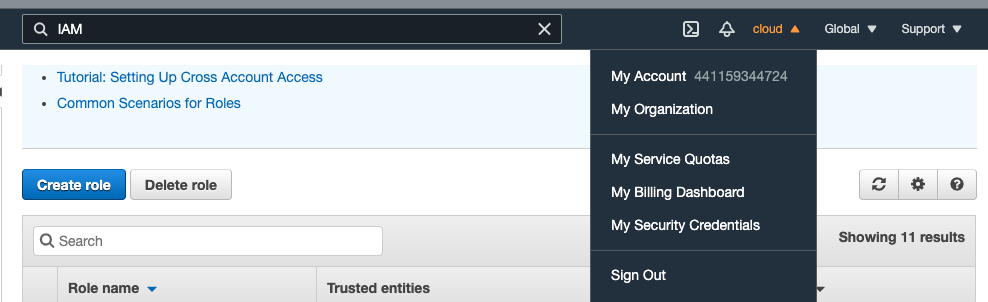 IAM
cloud
Global
Support
My Account 441159344724
My Organization
My Service Quotas
My Billing Dashboard
My Security Credentials
Sign Out
Tutorial: Setting Up Cross Account Access
Common Scenarios for Roles
Create role
Delete role
Search
Showing 11 results
Role name
Trusted entities